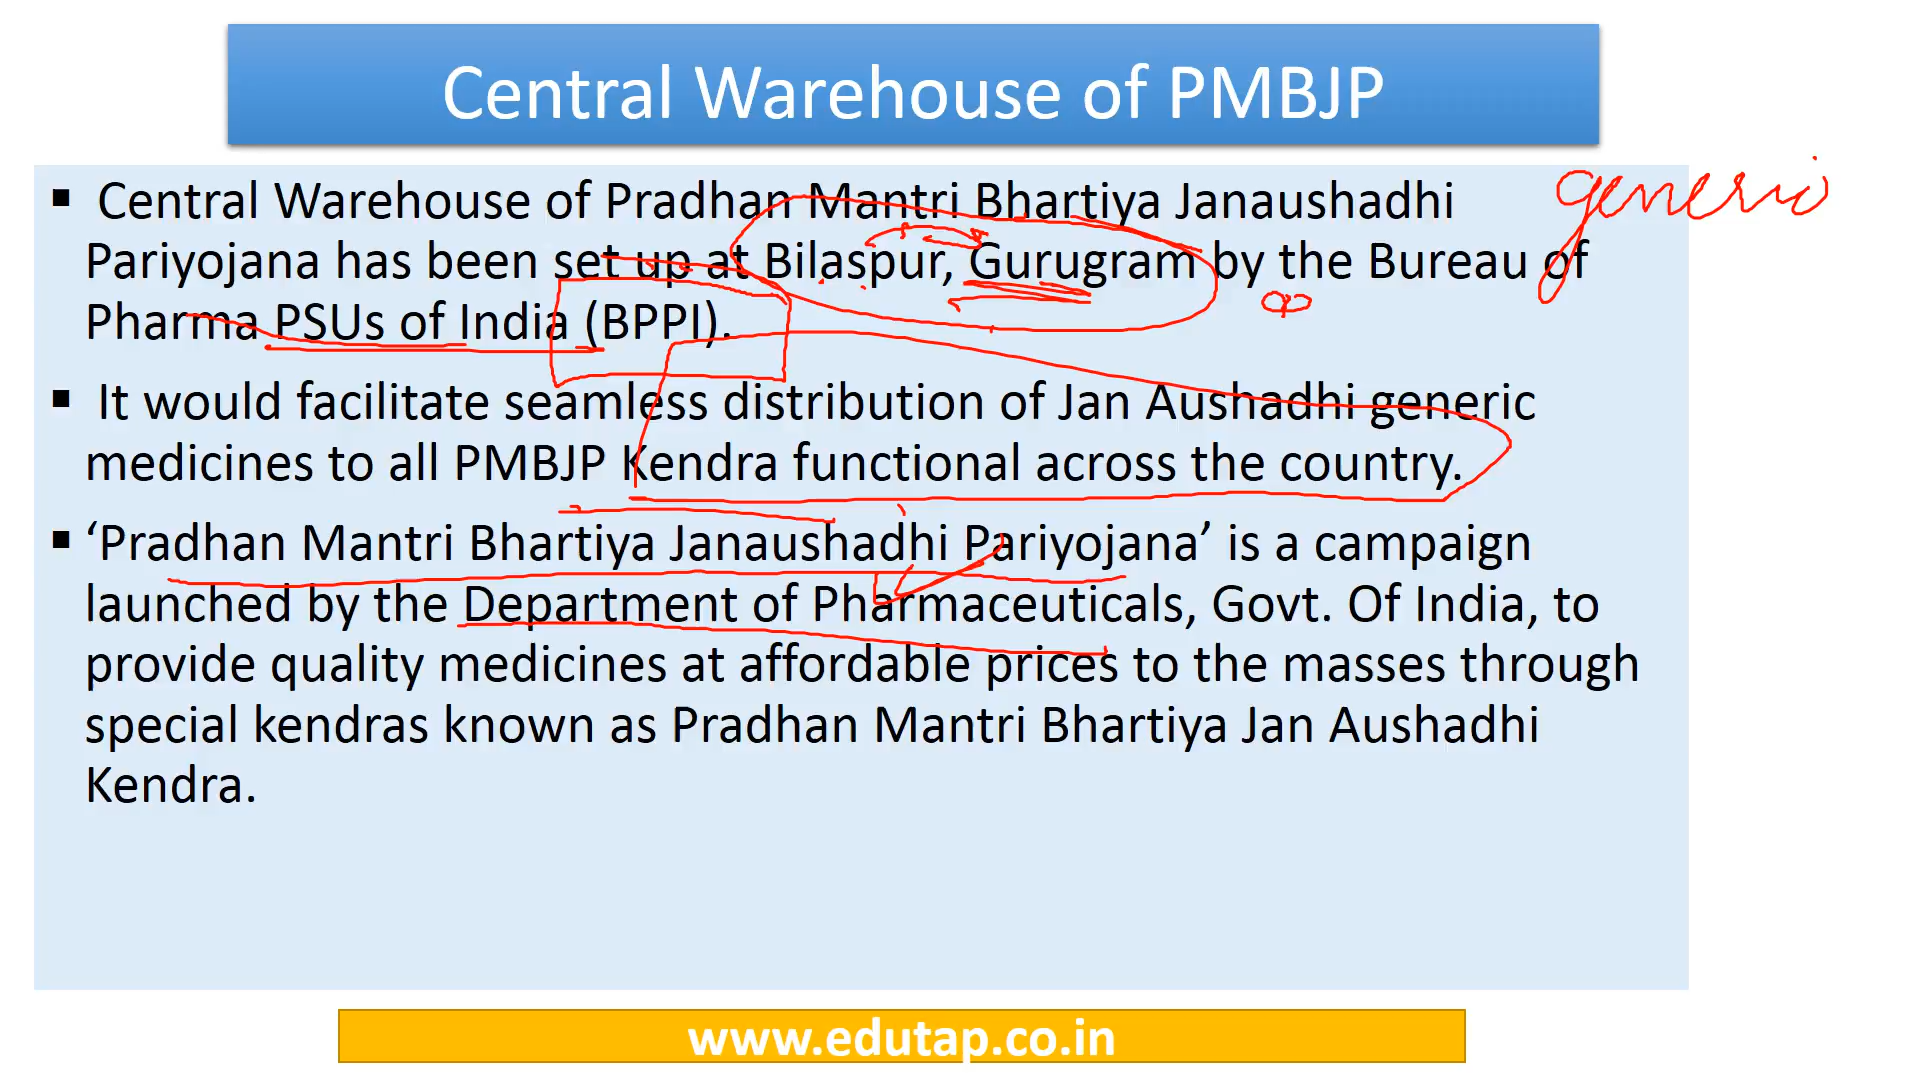 Central Warehouse of PMBJP
▪ Central Warehouse of Pradhan Mantri Bhartiya Janaushadhi
generic
Pariyojana has been set up at Bilaspur, Gurugram by the Bureau of
Pharma PSUs of India (BPPI).
▪ It would facilitate seamless distribution of Jan Aushadhi generic
medicines to all PMBJP Kendra functional across the country.
▪ ‘Pradhan Mantri Bhartiya Janaushadhi Pariyojana’ is a campaign
launched by the Department of Pharmaceuticals, Govt. Of India, to
provide quality medicines at affordable prices to the masses through
special kendras known as Pradhan Mantri Bhartiya Jan Aushadhi
Kendra.
www.edutap.co.in